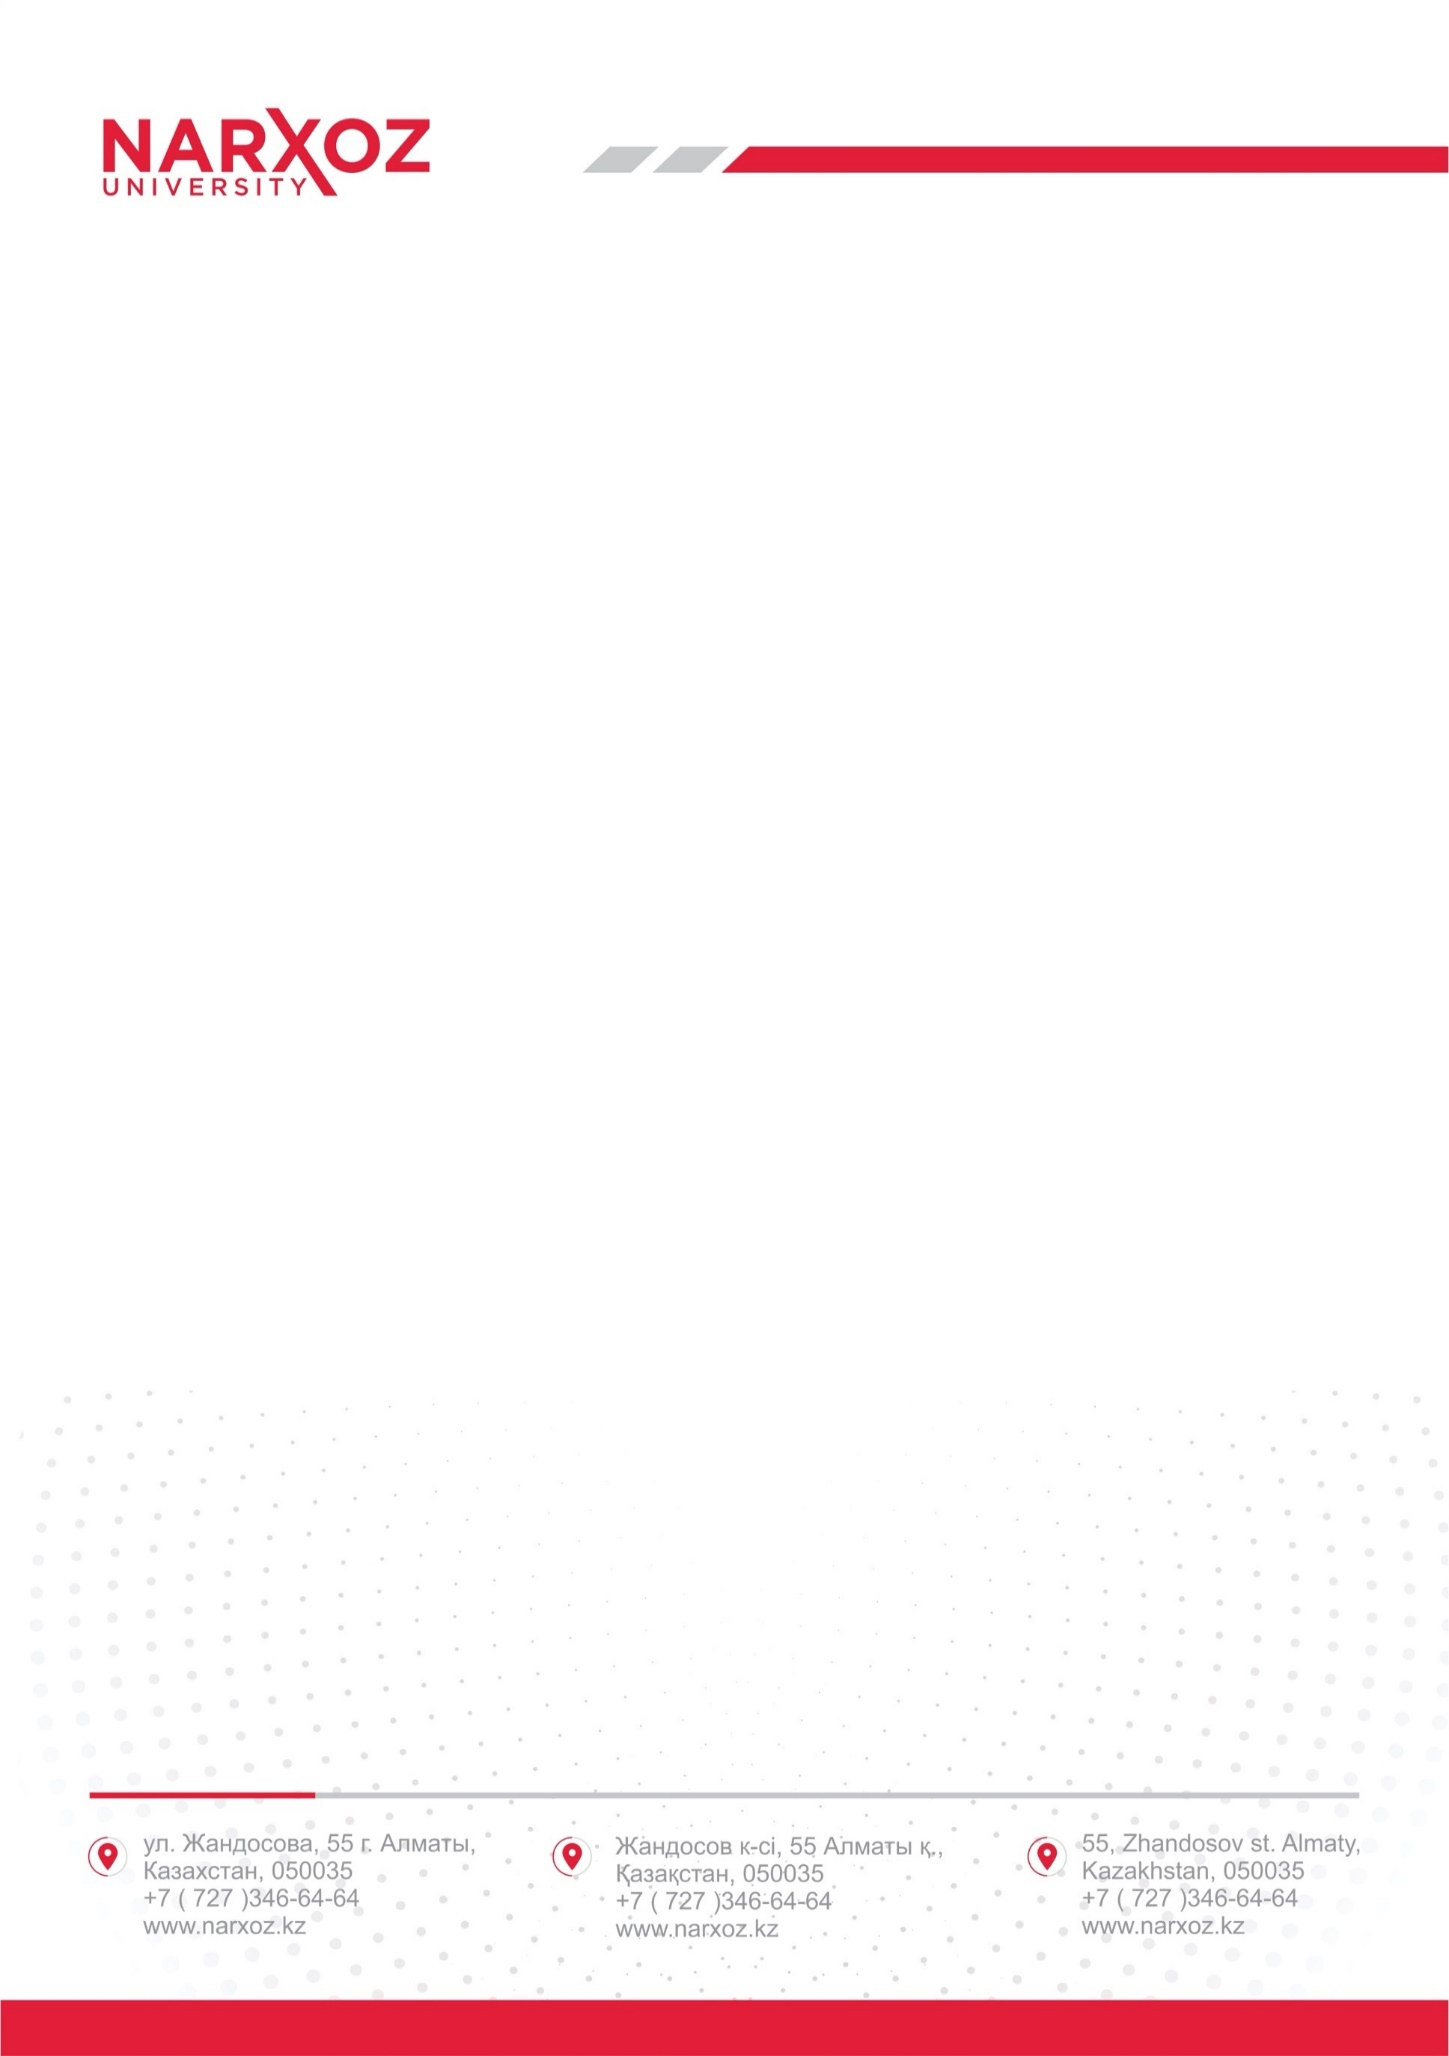 NARXOZ
UNIVERSITY
ул. Жандосова, 55 г. Алматы,
Казахстан, 050035
+7 ( 727 )346-64-64
www.narxoz.kz
Жандосов к-сі, 55 Алматы қ.,
Қазақстан, 050035
+7 ( 727 )346-64-64
www.narxoz.kz
55, Zhandosov st. Almaty,
Kazakhstan, 050035
+7 ( 727 )346-64-64
www.narxoz.kz